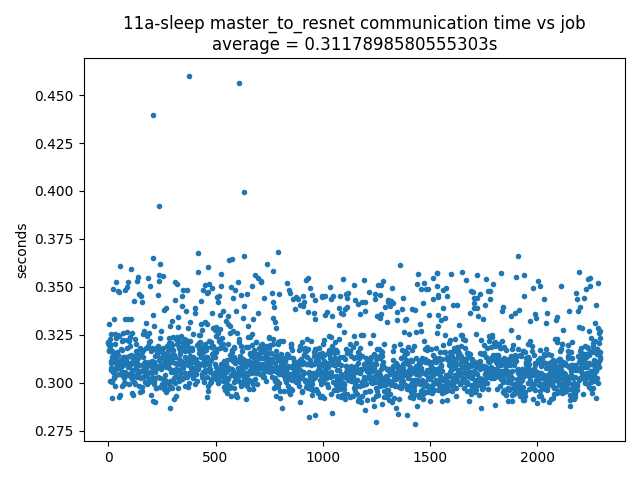 11a-sleep master_to_resnet communication time vs job
average = 0.3117898580555303s
0.450
0.425
0.400
0.375
0.350
0.325
0.300
0.275
seconds
0 500 1000 1500 2000